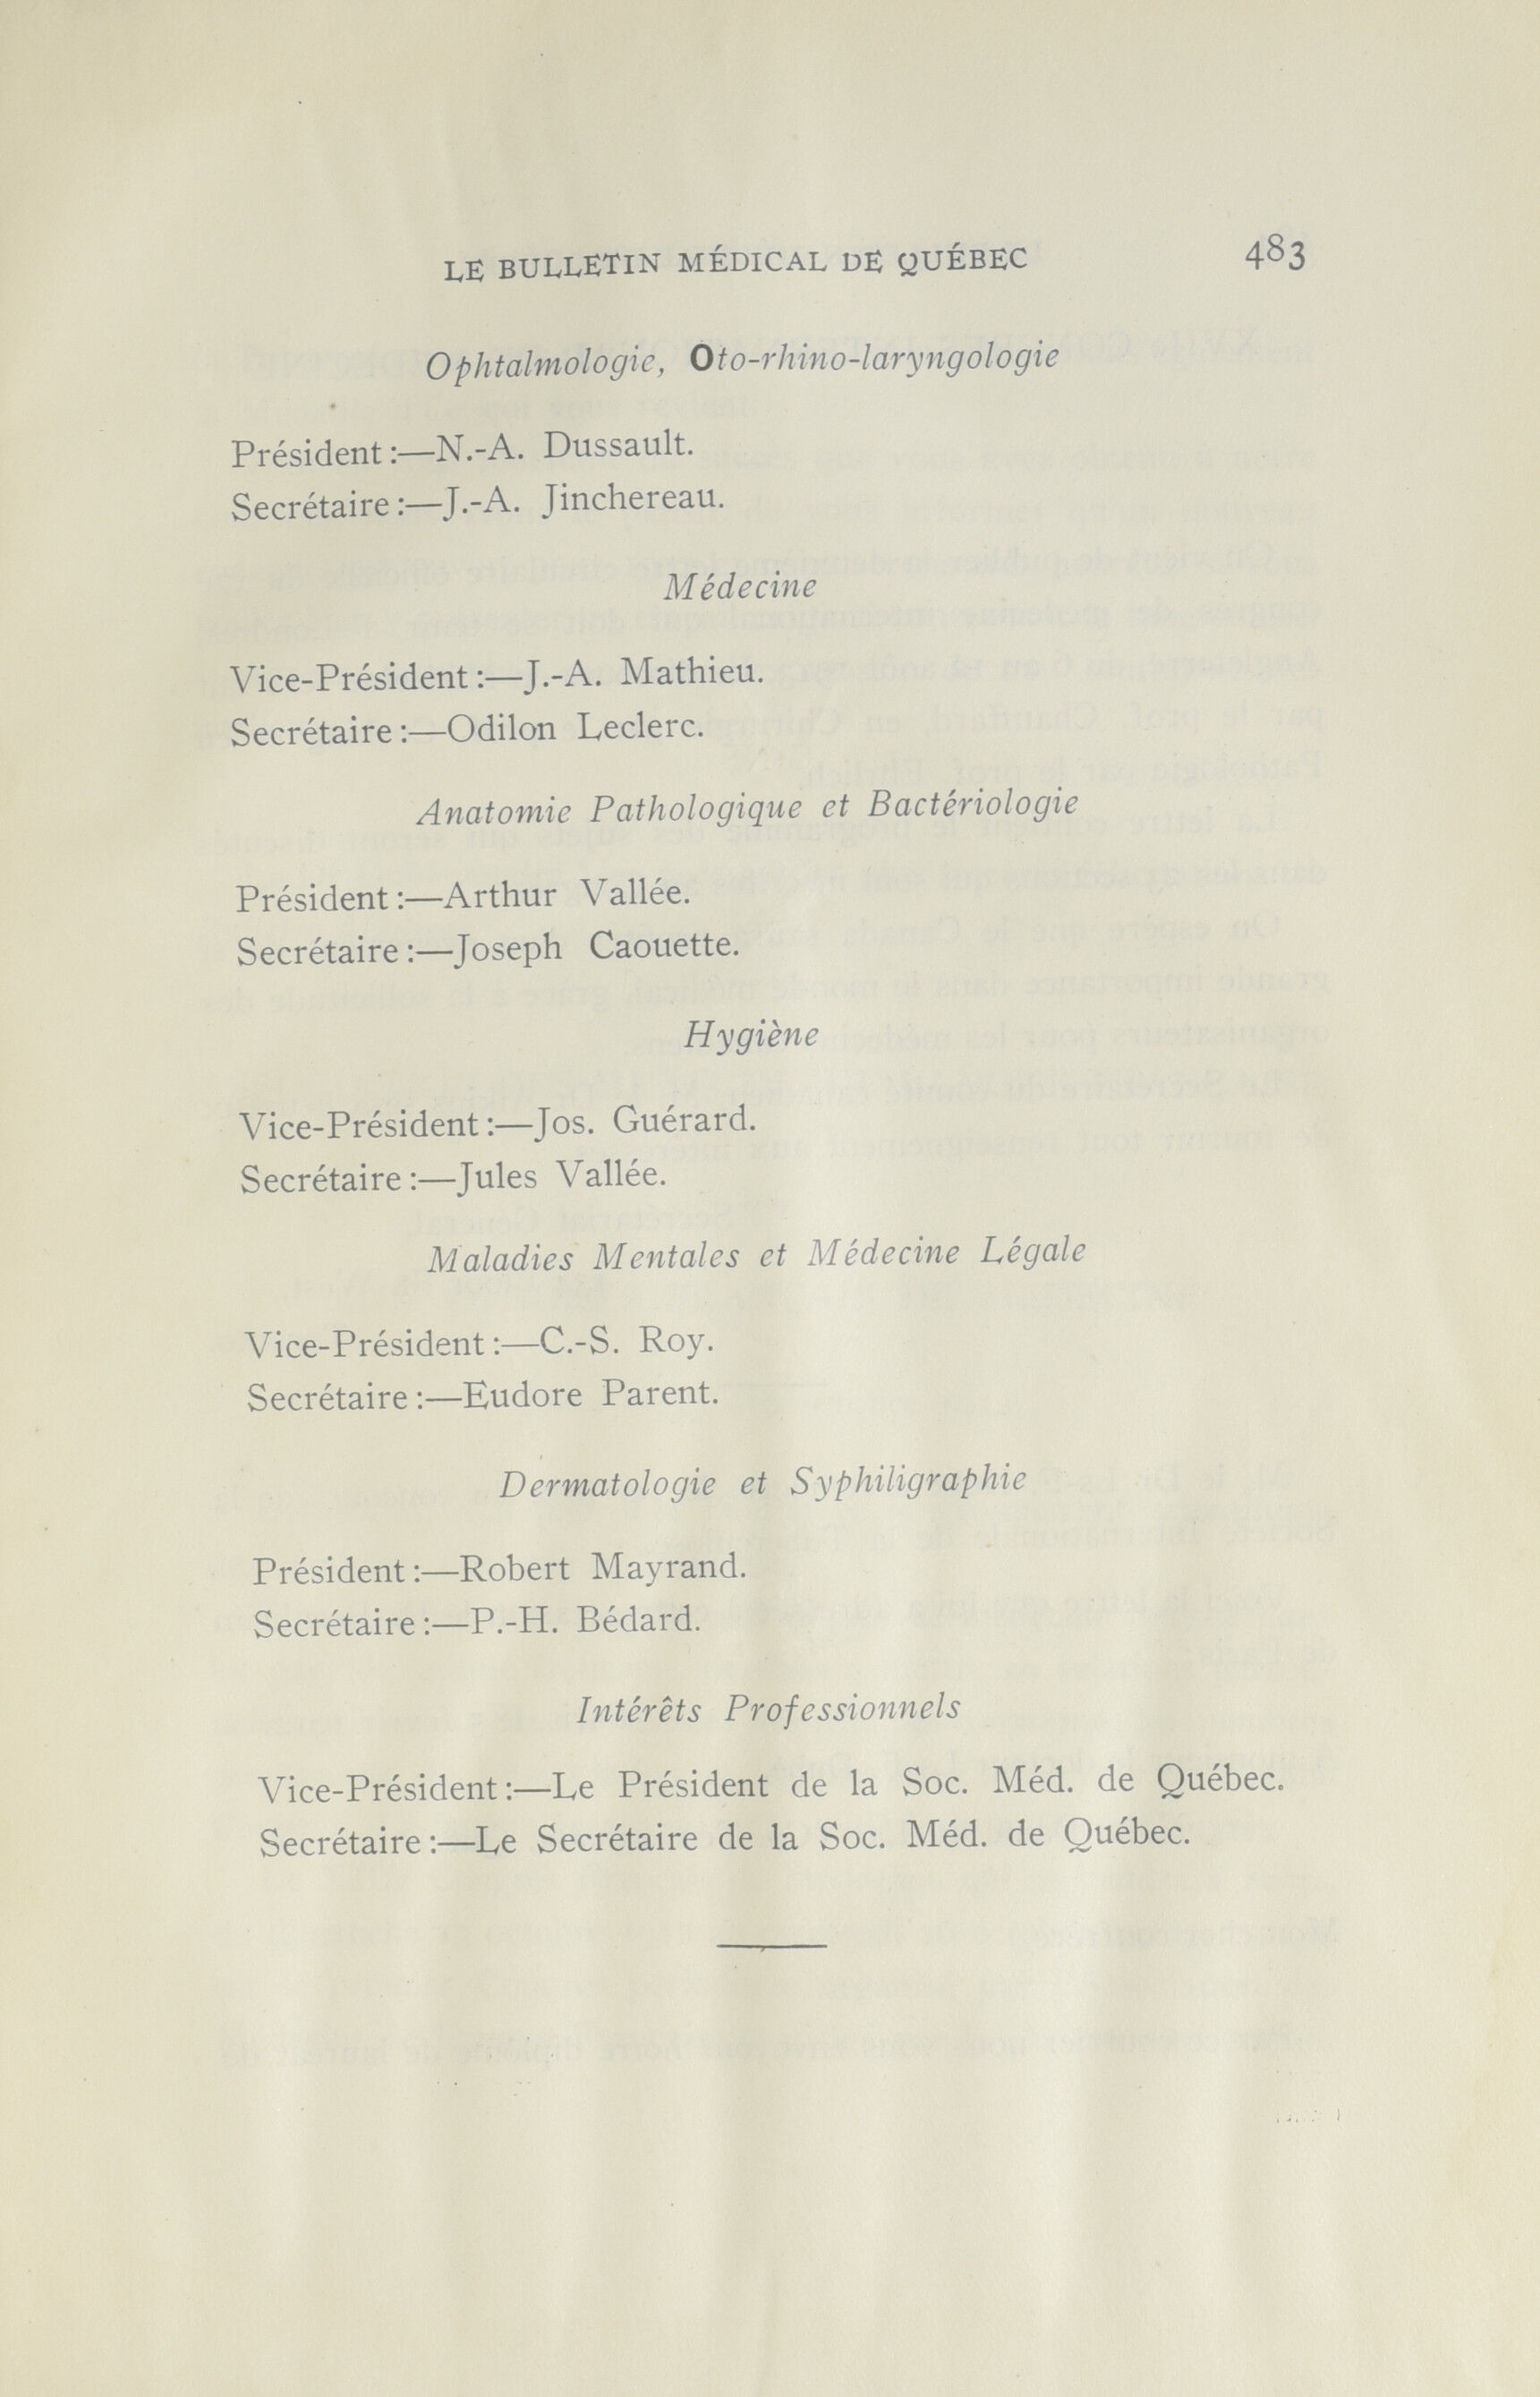 LE BULLETIN MÉDICAL DE QUÉBEC 483
Ophtalmologie, Oto-rhino-laryngologie
Président :—N.-A. Dussault.
Secrétaire :—J.-A. Jinchereau.
Médecine
Vice-Président :—J.-A. Mathieu.
Secrétaire :—Odilon Leclerc.
Anatomie Pathologique et Bactériologie
Président :—Arthur Vallée.
Secrétaire :—Joseph Caouette.
Hygiène
Vice-Président :—Jos. Guérard.
Secrétaire :—Jules Vallée.
Maladies Mentales et Médecine Légale
Vice-Président :—C.-S. Roy.
Secrétaire :—Eudore Parent.
Dermatologie et Syphiligraphie
Président :—Robert Mayrand.
Secrétaire :—P.-H. Bédard.
Intérêts Professionnels
Vice-Président :—Le Président de la Soc. Méd. de Québec.
Secrétaire :—Le Secrétaire de la Soc. Méd. de Québec.